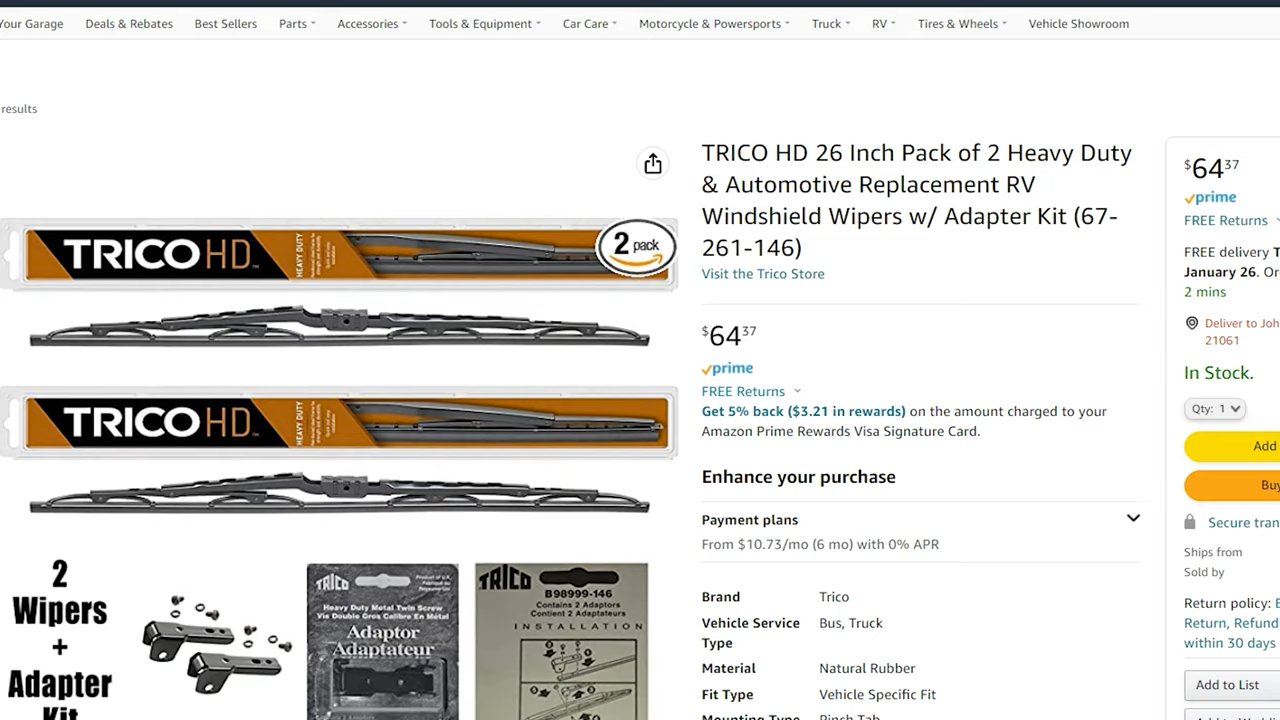 Your Garage Deals & Rebates Best Sellers Parts Accessories Tools & Equipment Car Care Motorcycle & Powersports Truck RV Tires & Wheels Vehicle Showroom
results
TRICO HD 26 Inch Pack of 2 Heavy Duty
& Automotive Replacement RV
Windshield Wipers w/ Adapter Kit (67-
261-146)
Visit the Trico Store
$64 37
prime
FREE Returns
Get 5% back ($3.21 in rewards) on the amount charged to your
Amazon Prime Rewards Visa Signature Card.
Enhance your purchase
Payment plans
From $10.73/mo (6 mo) with 0% APR
Brand Trico
Vehicle Service Bus, Truck
Type
Material Natural Rubber
Fit Type Vehicle Specific Fit
Mounting Type Pinch Tab
TRICO HD HEAVY DUTY
2 pack
TRICO HD HEAVY DUTY
2
Wipers
+
Adapter
Kit
TRICO
Heavy Duty Metal Twin Screw
Vie Double Gros Calibre En Métal
Adaptor
Adaptateur
TRICO
B98999-146
Contains 2 Adaptors
Contient 2 Adaptateurs
INSTALLATION
$64 37
prime
FREE Returns
FREE delivery
January 26. Or
2 mins
Deliver to Joh
21061
In Stock.
Qty: 1
Add
Buy
Secure tran
Ships from
Sold by
Return policy:
Return, Refund
within 30 days
Add to List